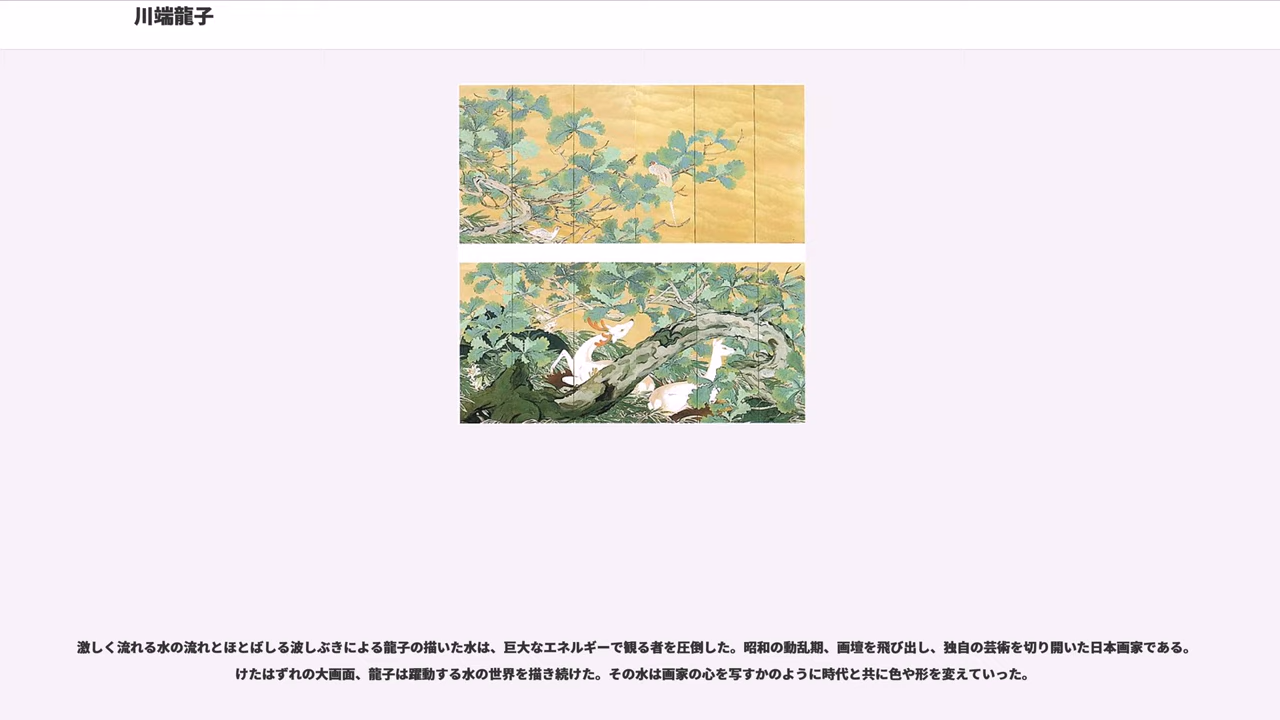 川端龍子
激しく流れる水の流れとほとばしる波しぶきによる龍子の描いた水は、巨大なエネルギーで観る者を圧倒した。昭和の動乱期、画壇を飛び出し、独自の芸術を切り開いた日本画家である。
けたはずれの大画面、龍子は躍動する水の世界を描き続けた。その水は画家の心を写すかのように時代と共に色や形を変えていった。